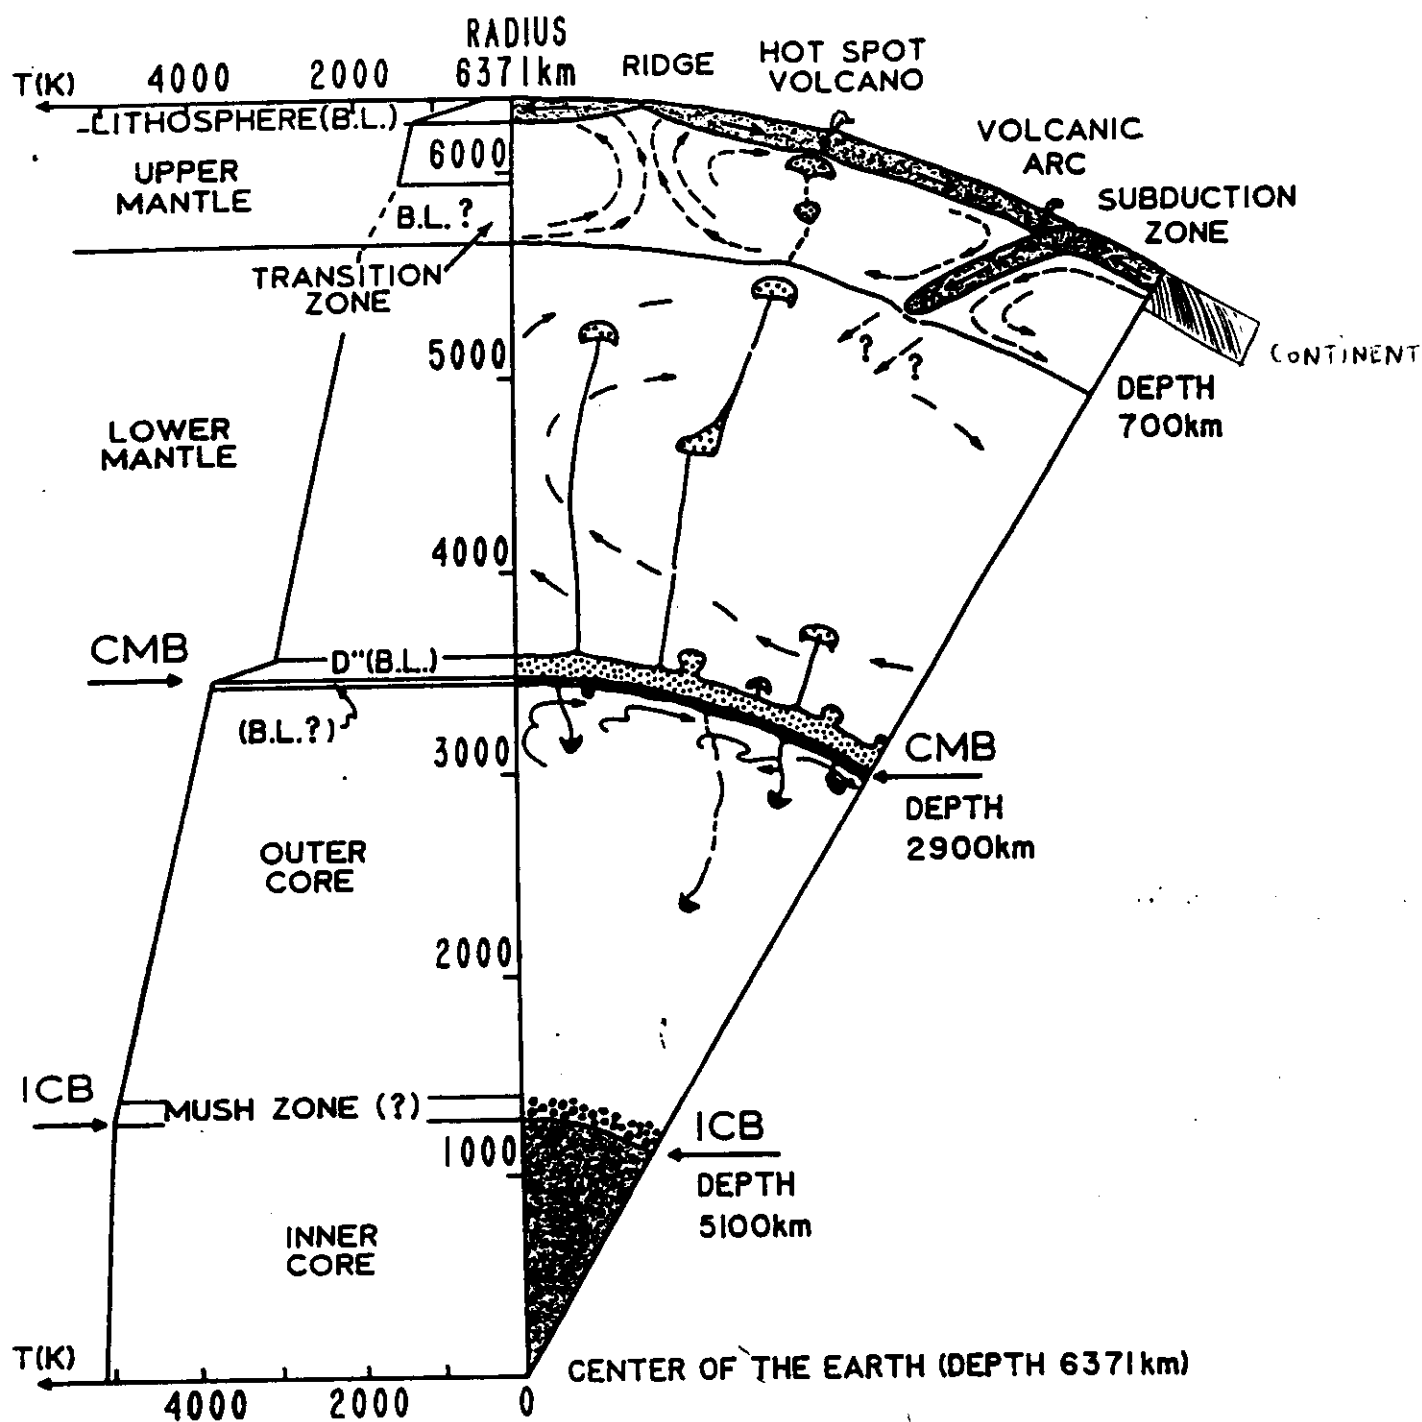 RADIUS
6371km
RIDGE
HOT SPOT
VOLCANO
T(K)
4000
2000
LITHOSPHERE(B.L.)
VOLCANIC
ARC
SUBDUCTION
ZONE
UPPER
MANTLE
6000
B.L.?
TRANSITION
ZONE
5000
?
?
CONTINENT
DEPTH
700km
LOWER
MANTLE
4000
CMB
D"(B.L.)
(B.L.?)
3000
CMB
DEPTH
2900km
OUTER
CORE
2000
ICB
MUSH ZONE (?)
1000
ICB
DEPTH
5100km
INNER
CORE
T(K)
CENTER OF THE EARTH (DEPTH 6371km)
4000
2000
0